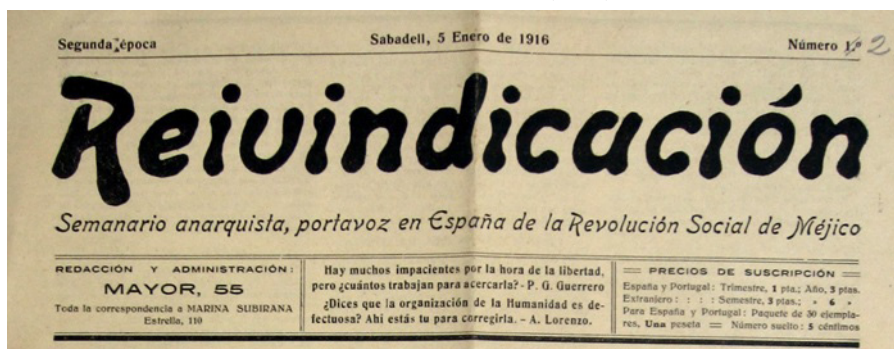 Segunda época
Sabadell, 5 Enero de 1916
Número 1.º 2
Reivindicación
Semanario anarquista, portavoz en España de la Revolución Social de Méjico
REDACCIÓN Y ADMINISTRACIÓN:
MAYOR, 55
Toda la correspondencia a MARINA SUBIRANA
Estrella, 110
Hay muchos impacientes por la hora de la libertad,
pero ¿cuántos trabajan para acercarla? - P. G. Guerrero
¿Dices que la organización de la Humanidad es de-
fectuosa? Ahí estás tu para corregirla. - A. Lorenzo.
PRECIOS DE SUSCRIPCIÓN
España y Portugal: Trimestre, 1 pta.; Año, 3 ptas.
Extranjero : : : : Semestre, 3 ptas.; » 6 »
Para España y Portugal: Paquete de 30 ejempla-
res, Una peseta = Número suelto: 5 céntimos